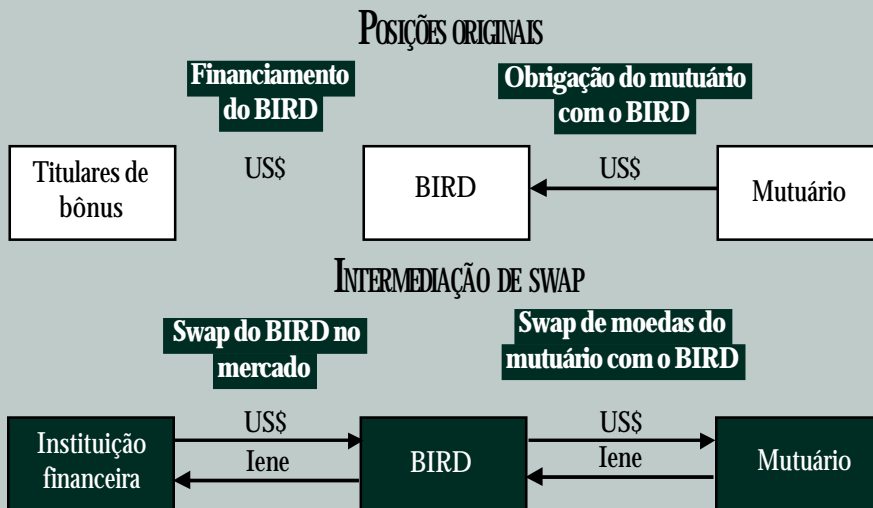 POSIÇÕES ORIGINAIS
Financiamento
do BIRD
Obrigação do mutuário
com o BIRD
Titulares de
bônus
US$
BIRD
US$
Mutuário
INTERMEDIAÇÃO DE SWAP
Swap do BIRD no
mercado
Swap de moedas do
mutuário com o BIRD
Instituição
financeira
US$
Iene
BIRD
US$
Iene
Mutuário